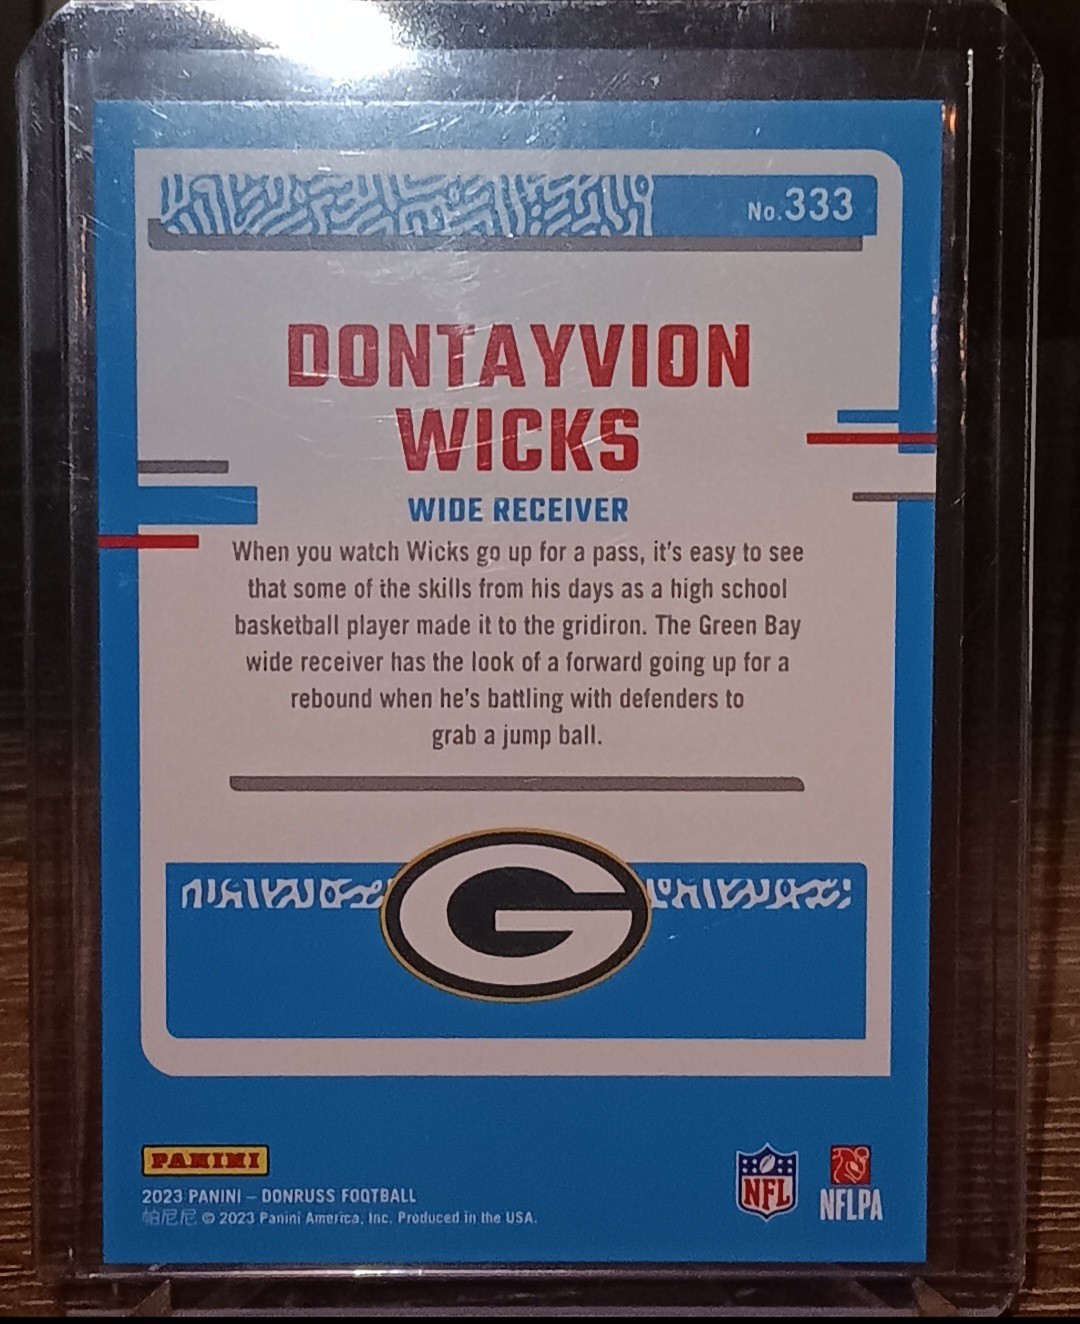 No.333
DONTAYVION
WICKS
WIDE RECEIVER
When you watch Wicks go up for a pass, it's easy to see
that some of the skills from his days as a high school
basketball player made it to the gridiron. The Green Bay
wide receiver has the look of a forward going up for a
rebound when he's battling with defenders to
grab a jump ball.
G
PANINI
2023 PANINI – DONRUSS FOOTBALL
帕尼尼 © 2023 Panini America, Inc. Produced in the USA.
NFL
NFLPA